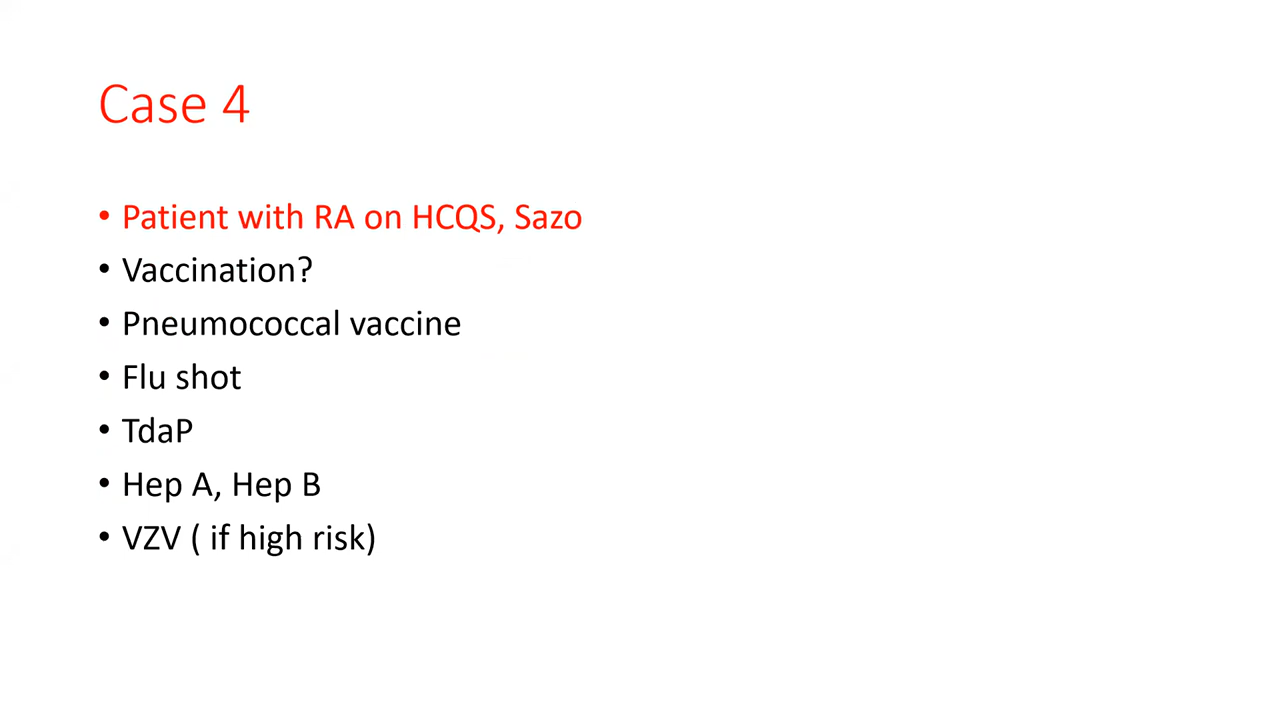 Case 4
• Patient with RA on HCQS, Sazo
• Vaccination?
• Pneumococcal vaccine
• Flu shot
• TdaP
• Hep A, Hep B
• VZV ( if high risk)